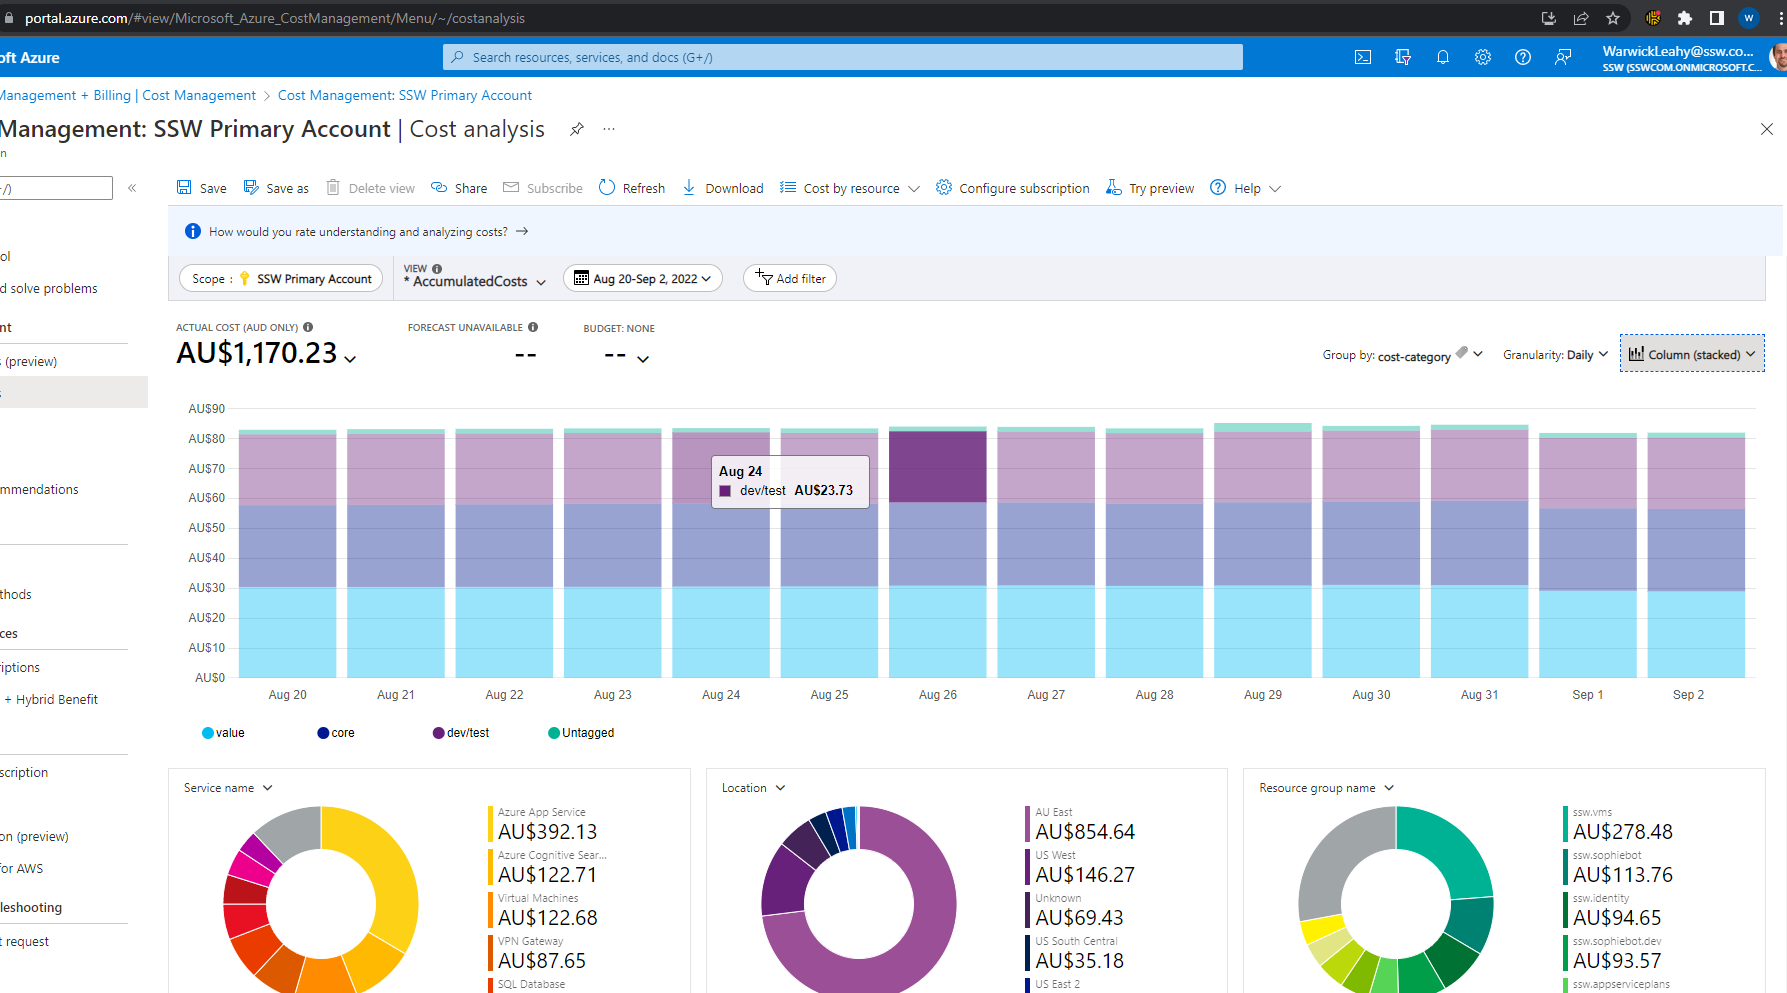 portal.azure.com/#view/Microsoft_Azure_CostManagement/Menu/~/costanalysis
W
oft Azure
Search resources, services, and docs (G+/)
WarwickLeahy@ssw.co...
SSW (SSWCOM.ONMICROSOFT.C...
Management + Billing | Cost Management > Cost Management: SSW Primary Account
Management: SSW Primary Account | Cost analysis ...
n
+/) «
Save Save as Delete view Share Subscribe Refresh Download Cost by resource Configure subscription Try preview Help
How would you rate understanding and analyzing costs? →
ol
d solve problems
nt
s (preview)
s
mmendations
thods
ces
riptions
+ Hybrid Benefit
scription
on (preview)
for AWS
leshooting
t request
Scope : SSW Primary Account
VIEW
* AccumulatedCosts
Aug 20-Sep 2, 2022
Add filter
ACTUAL COST (AUD ONLY)
AU$1,170.23
FORECAST UNAVAILABLE
--
BUDGET: NONE
--
Group by: cost-category
Granularity: Daily
Column (stacked)
AU$90
AU$80
AU$70
AU$60
AU$50
AU$40
AU$30
AU$20
AU$10
AU$0
Aug 24
dev/test AU$23.73
Aug 20 Aug 21 Aug 22 Aug 23 Aug 24 Aug 25 Aug 26 Aug 27 Aug 28 Aug 29 Aug 30 Aug 31 Sep 1 Sep 2
value core dev/test Untagged
Service name
Azure App Service
AU$392.13
Azure Cognitive Sear...
AU$122.71
Virtual Machines
AU$122.68
VPN Gateway
AU$87.65
SQL Database
Location
AU East
AU$854.64
US West
AU$146.27
Unknown
AU$69.43
US South Central
AU$35.18
US East 2
Resource group name
ssw.vms
AU$278.48
ssw.sophiebot
AU$113.76
ssw.identity
AU$94.65
ssw.sophiebot.dev
AU$93.57
ssw.appserviceplans